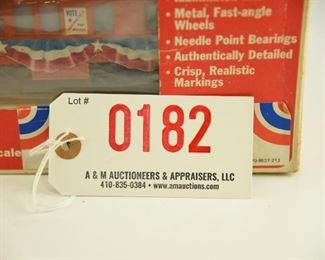 VOTE
• Metal, Fast-angle
Wheels
• Needle Point Bearings
• Authentically Detailed
• Crisp, Realistic
Markings
Lot #
0182
A & M AUCTIONEERS & APPRAISERS, LLC
410-835-0384 • www.amauctions.com